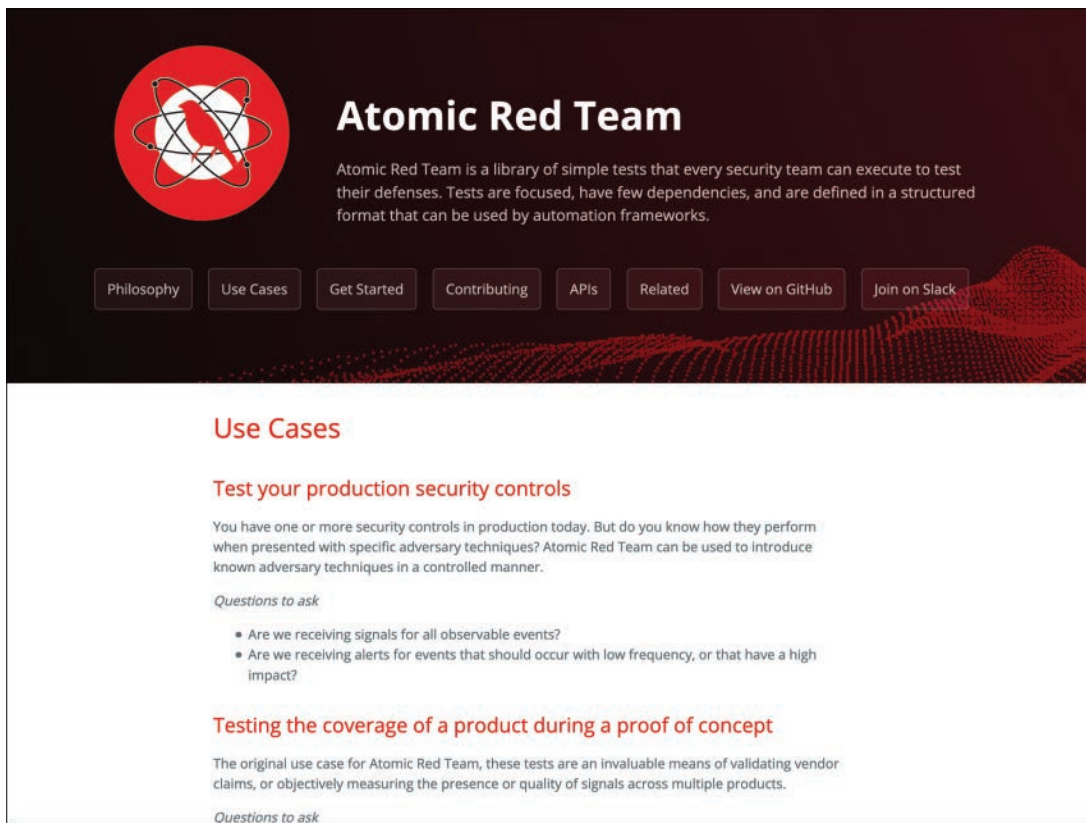 Atomic Red Team
Atomic Red Team is a library of simple tests that every security team can execute to test
their defenses. Tests are focused, have few dependencies, and are defined in a structured
format that can be used by automation frameworks.
Philosophy Use Cases Get Started Contributing APIs Related View on GitHub Join on Slack
Use Cases
Test your production security controls
You have one or more security controls in production today. But do you know how they perform
when presented with specific adversary techniques? Atomic Red Team can be used to introduce
known adversary techniques in a controlled manner.
Questions to ask
• Are we receiving signals for all observable events?
• Are we receiving alerts for events that should occur with low frequency, or that have a high
impact?
Testing the coverage of a product during a proof of concept
The original use case for Atomic Red Team, these tests are an invaluable means of validating vendor
claims, or objectively measuring the presence or quality of signals across multiple products.
Questions to ask